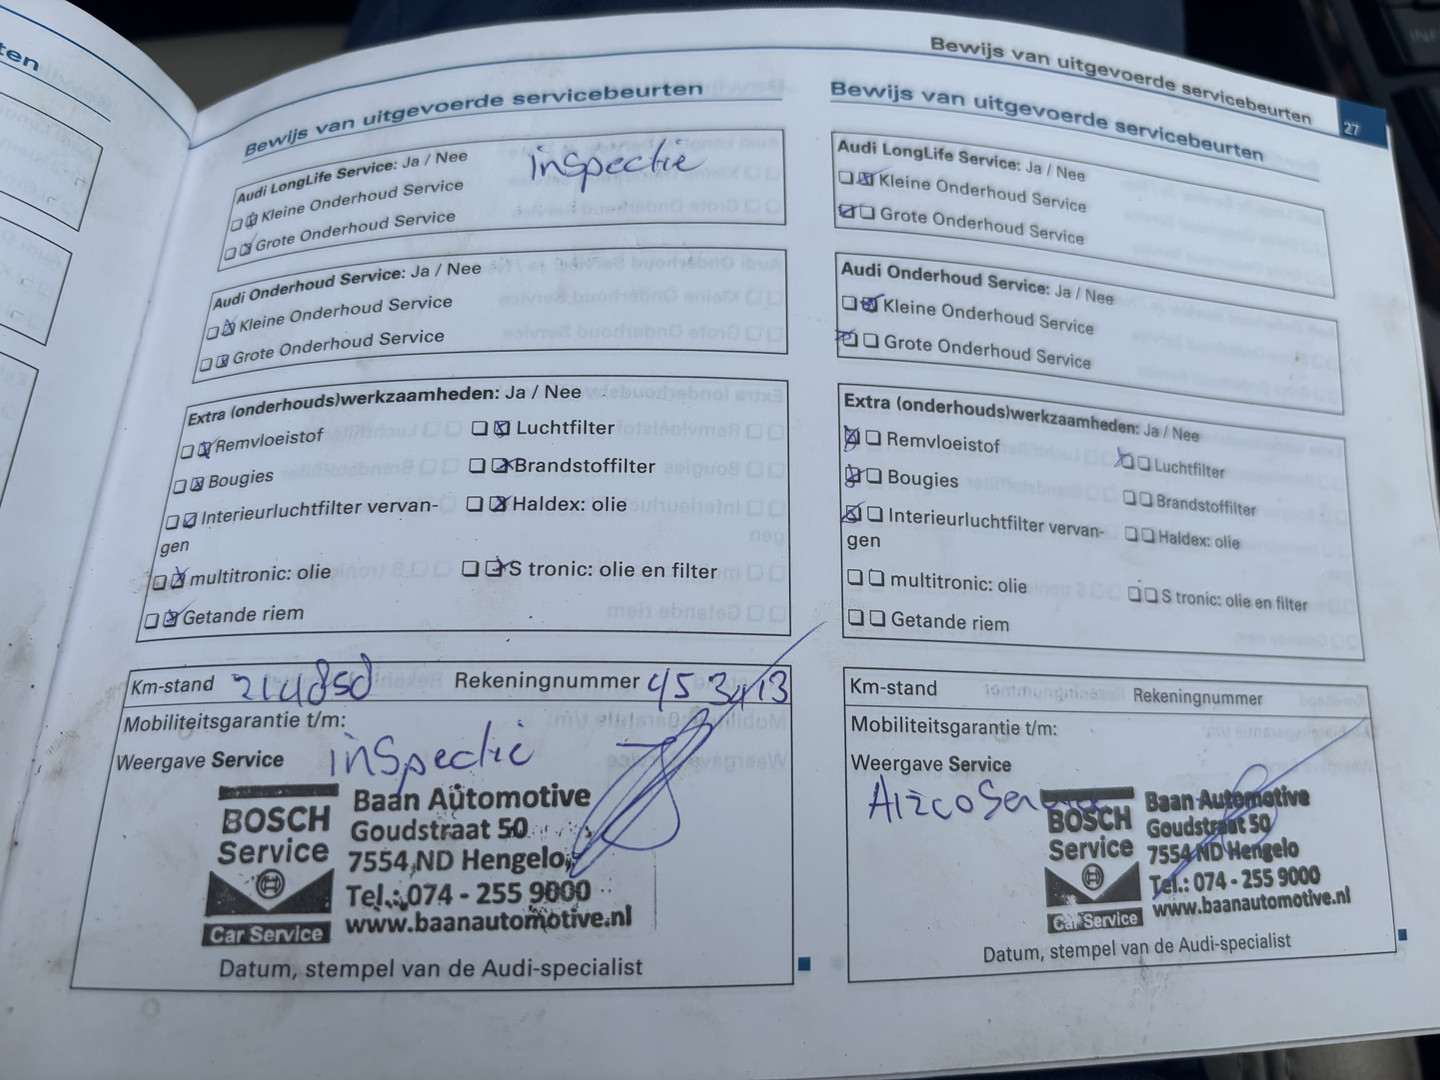 ten
Bewijs van uitgevoerde servicebeurten
27
Bewijs van uitgevoerde servicebeurten
Audi LongLife Service: Ja / Nee
inspectie
Kleine Onderhoud Service
Grote Onderhoud Service
Audi Onderhoud Service: Ja / Nee
Kleine Onderhoud Service
Grote Onderhoud Service
Extra (onderhouds)werkzaamheden: Ja / Nee
Remvloeistof
Luchtfilter
Bougies
Brandstoffilter
Interieurluchtfilter vervan-
gen
Haldex: olie
multitronic: olie
S tronic: olie en filter
Getande riem
Km-stand
Rekeningnummer 453413
Mobiliteitsgarantie t/m:
Weergave Service inspectie
BOSCH
Service
Car Service
Baan Automotive
Goudstraat 50
7554 ND Hengelo
Tel.: 074 - 255 9000
www.baanautomotive.nl
Datum, stempel van de Audi-specialist
Bewijs van uitgevoerde servicebeurten
Audi LongLife Service: Ja / Nee
Kleine Onderhoud Service
Grote Onderhoud Service
Audi Onderhoud Service: Ja / Nee
Kleine Onderhoud Service
Grote Onderhoud Service
Extra (onderhouds)werkzaamheden: Ja / Nee
Remvloeistof
Luchtfilter
Bougies
Brandstoffilter
Interieurluchtfilter vervan-
gen
Haldex: olie
multitronic: olie
S tronic: olie en filter
Getande riem
Km-stand
Rekeningnummer
Mobiliteitsgarantie t/m:
Weergave Service
BOSCH
Service
Car Service
Baan Automotive
Goudstraat 50
7554 ND Hengelo
Tel.: 074 - 255 9000
www.baanautomotive.nl
Datum, stempel van de Audi-specialist